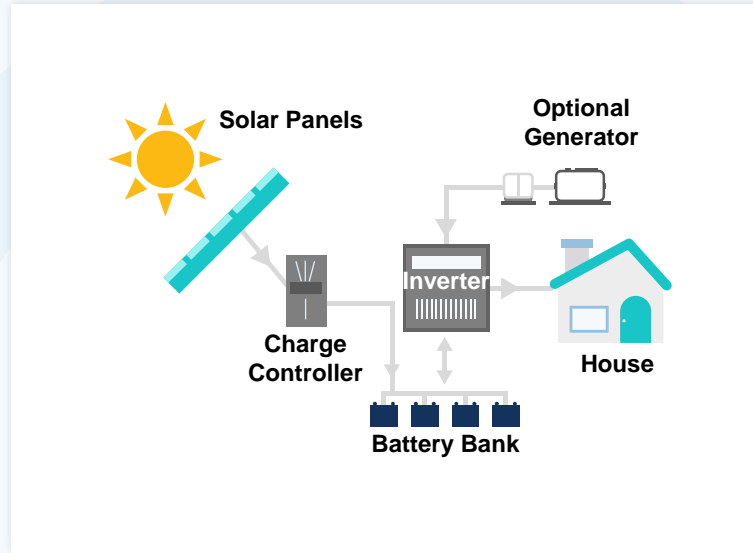 Solar Panels
Optional
Generator
Inverter
Charge
Controller
House
Battery Bank